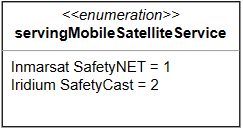 <<enumeration>>
servingMobileSatelliteService
Inmarsat SafetyNET = 1
Iridium SafetyCast = 2